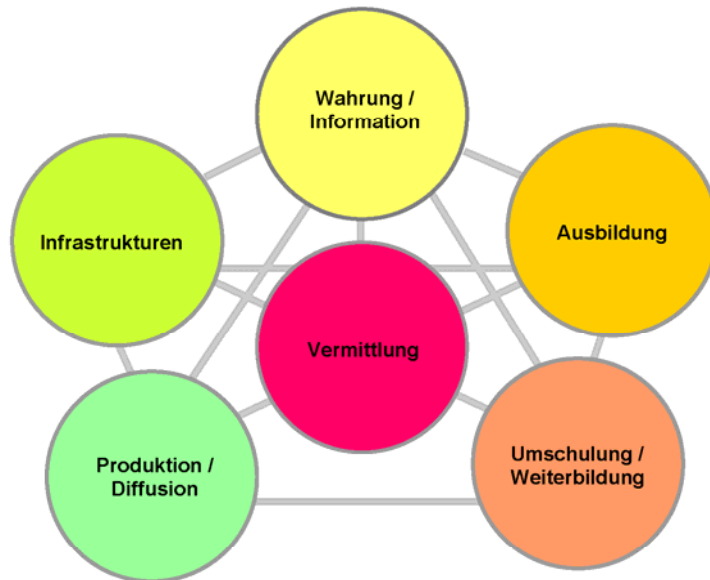 Wahrung /
Information
Infrastrukturen
Ausbildung
Vermittlung
Produktion /
Diffusion
Umschulung /
Weiterbildung